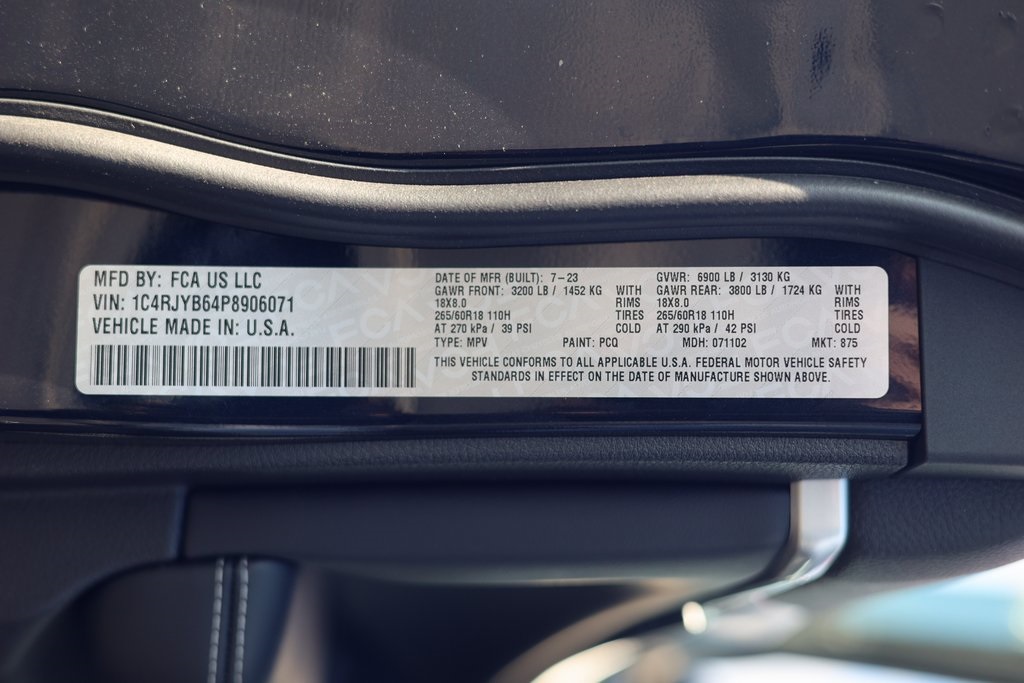 MFD BY: FCA US LLC
VIN: 1C4RJYB64P8906071
VEHICLE MADE IN: U.S.A.
DATE OF MFR (BUILT): 7-23
GAWR FRONT: 3200 LB / 1452 KG WITH
18X8.0 RIMS
265/60R18 110H TIRES
AT 270 kPa / 39 PSI COLD
GVWR: 6900 LB / 3130 KG
GAWR REAR: 3800 LB / 1724 KG WITH
18X8.0 RIMS
265/60R18 110H TIRES
AT 290 kPa / 42 PSI COLD
TYPE: MPV PAINT: PCQ MDH: 071102 MKT: 875
THIS VEHICLE CONFORMS TO ALL APPLICABLE U.S.A. FEDERAL MOTOR VEHICLE SAFETY
STANDARDS IN EFFECT ON THE DATE OF MANUFACTURE SHOWN ABOVE.